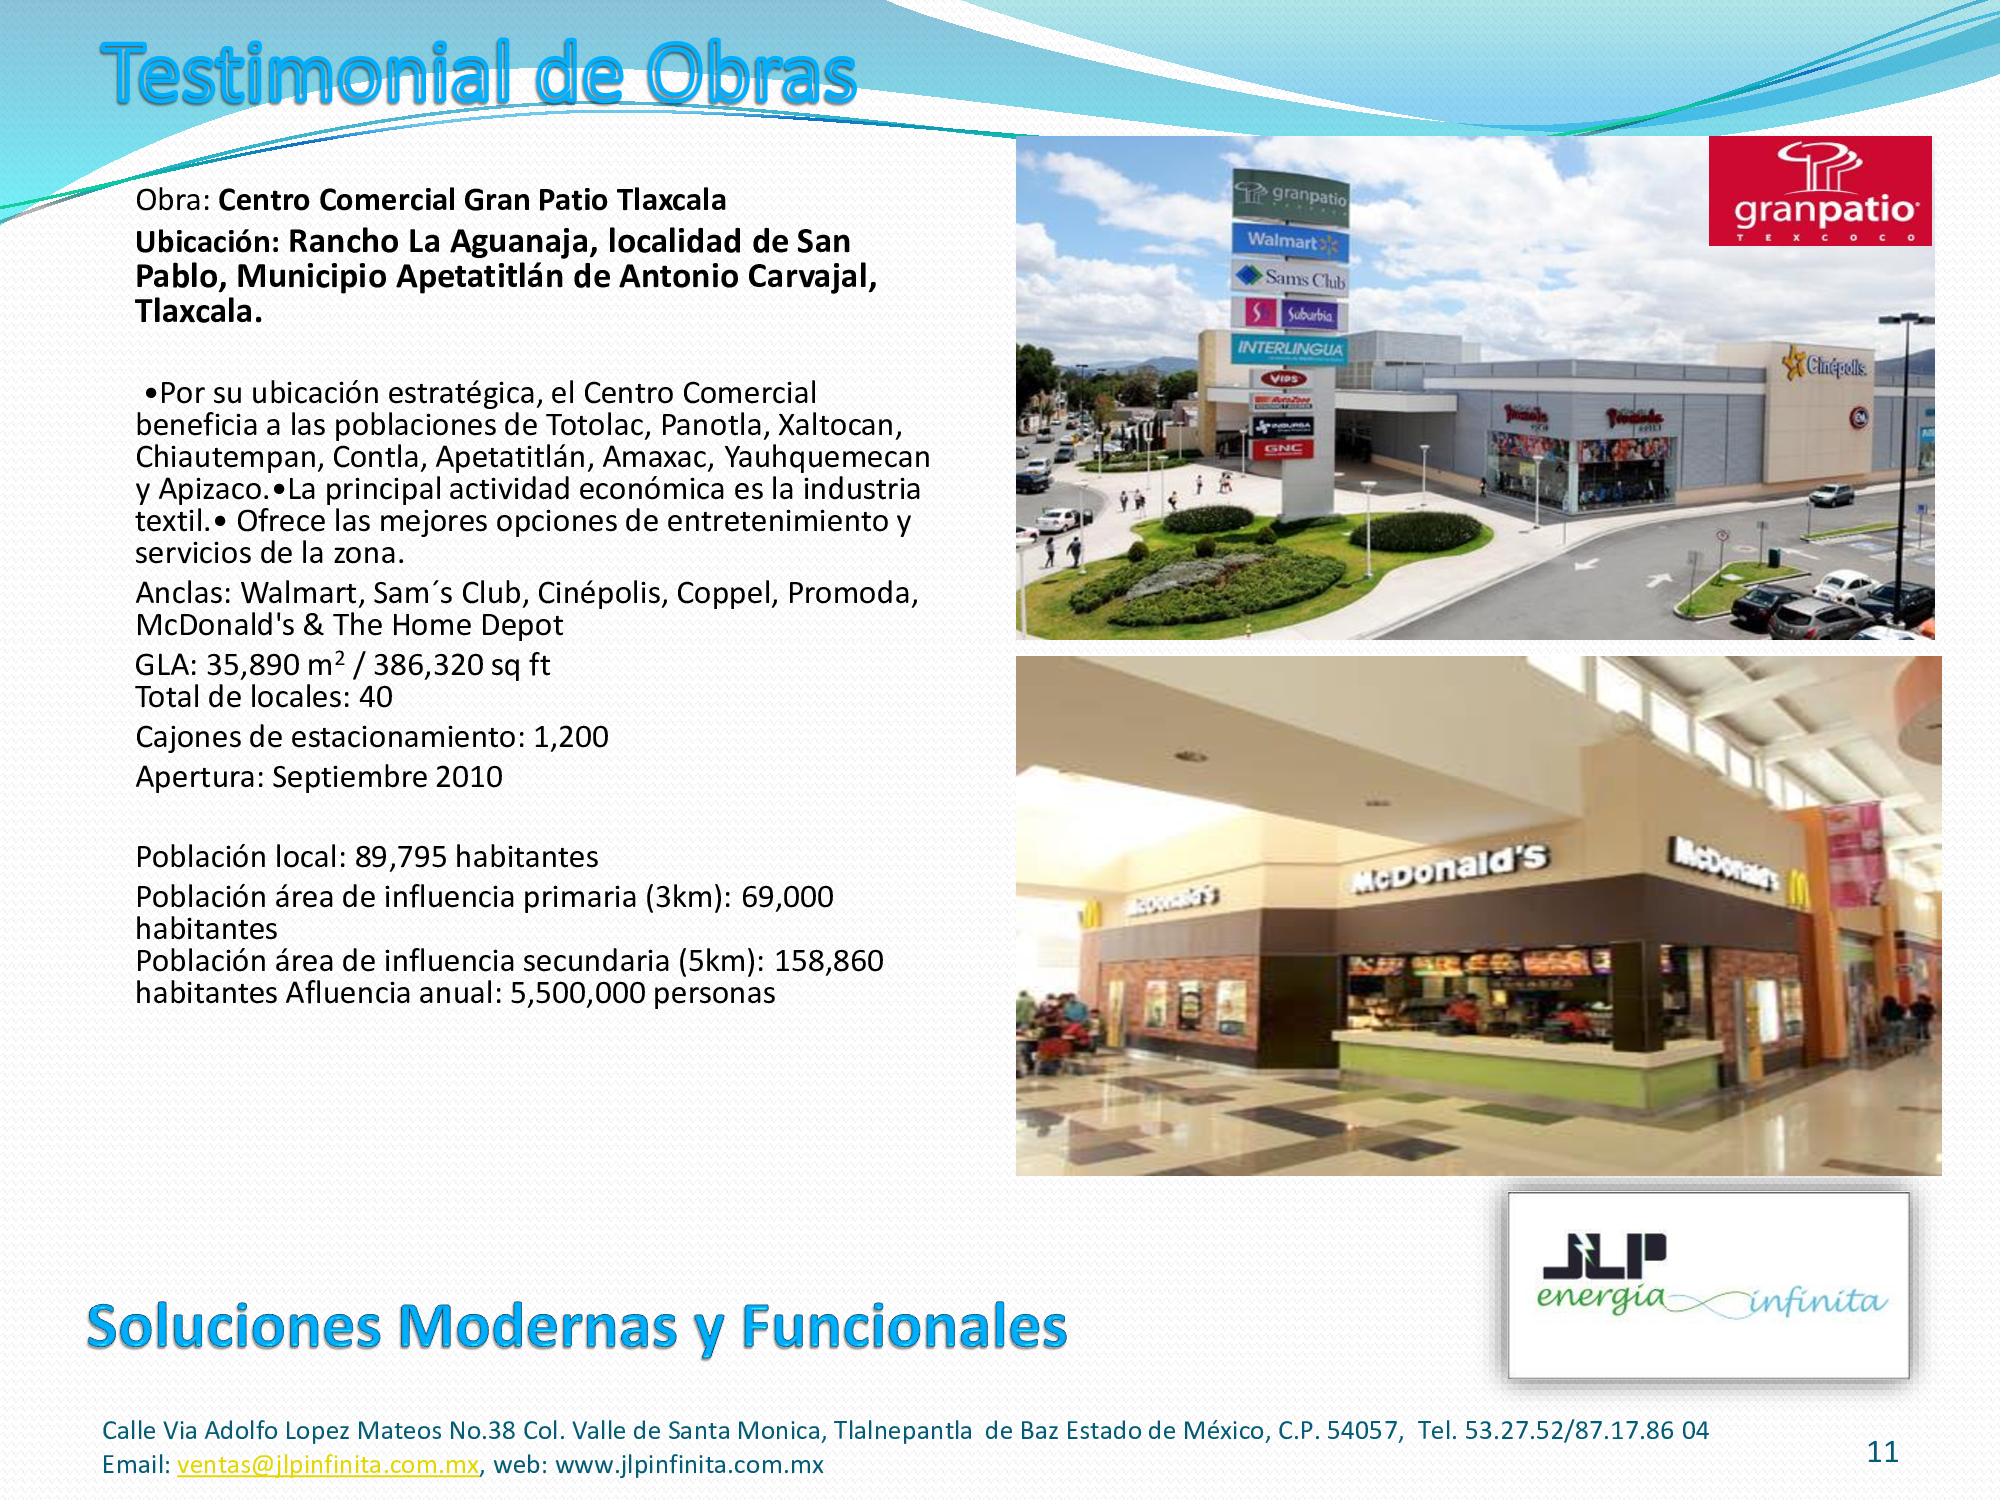 Testimonial de Obras
Obra: Centro Comercial Gran Patio Tlaxcala
Ubicación: Rancho La Aguanaja, localidad de San
Pablo, Municipio Apetatitlán de Antonio Carvajal,
Tlaxcala.
•Por su ubicación estratégica, el Centro Comercial
beneficia a las poblaciones de Totolac, Panotla, Xaltocan,
Chiautempan, Contla, Apetatitlán, Amaxac, Yauhquemecan
y Apizaco.•La principal actividad económica es la industria
textil.• Ofrece las mejores opciones de entretenimiento y
servicios de la zona.
Anclas: Walmart, Sam´s Club, Cinépolis, Coppel, Promoda,
McDonald's & The Home Depot
GLA: 35,890 m² / 386,320 sq ft
Total de locales: 40
Cajones de estacionamiento: 1,200
Apertura: Septiembre 2010
Población local: 89,795 habitantes
Población área de influencia primaria (3km): 69,000
habitantes
Población área de influencia secundaria (5km): 158,860
habitantes Afluencia anual: 5,500,000 personas
granpatio
TEXCOCO
granpatio
Walmart
Sam's Club
Suburbia
INTERLINGUA
VIPS
AutoZone
INBURSA
GNC
Cinépolis
Promoda
Promoda
McDonald's
McDonald's
McDonald's
JLP
energía infinita
Soluciones Modernas y Funcionales
Calle Via Adolfo Lopez Mateos No.38 Col. Valle de Santa Monica, Tlalnepantla de Baz Estado de México, C.P. 54057, Tel. 53.27.52/87.17.86 04
Email: ventas@jlpinfinita.com.mx, web: www.jlpinfinita.com.mx
11